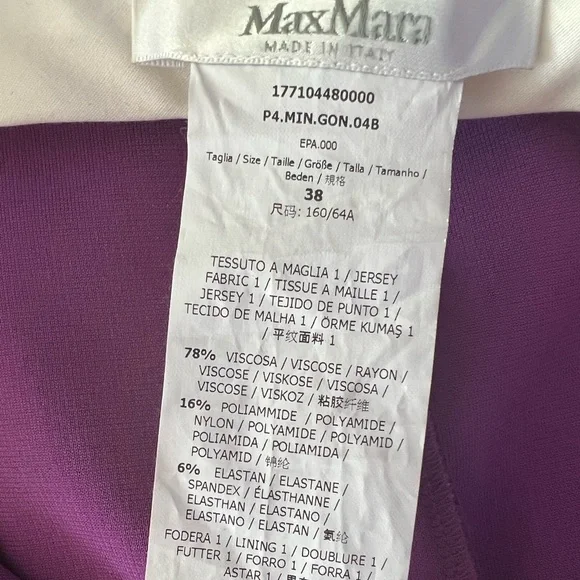 MaxMara
MADE IN ITALY
177104480000
P4.MIN.GON.04B
EPA.000
Taglia / Size / Taille / Größe / Talla / Tamanho /
Beden / 規格
38
尺码: 160/64A
TESSUTO A MAGLIA 1 / JERSEY
FABRIC 1 / TISSUE A MAILLE 1 /
JERSEY 1 / TEJIDO DE PUNTO 1 /
TECIDO DE MALHA 1 / ÖRME KUMAŞ 1
/ 平纹面料 1
78% VISCOSA / VISCOSE / RAYON /
VISCOSE / VISKOSE / VISCOSA /
VISCOSE / VISKOZ / 粘胶纤维
16% POLIAMMIDE / POLYAMIDE /
NYLON / POLYAMIDE / POLYAMID /
POLIAMIDA / POLIAMIDA /
POLYAMID / 锦纶
6% ELASTAN / ELASTANE /
SPANDEX / ÉLASTHANNE /
ELASTHAN / ELASTANO /
ELASTANO / ELASTAN / 氨纶
FODERA 1 / LINING 1 / DOUBLURE 1 /
FUTTER 1 / FORRO 1 / FORRO 1 /
ASTAR 1 /